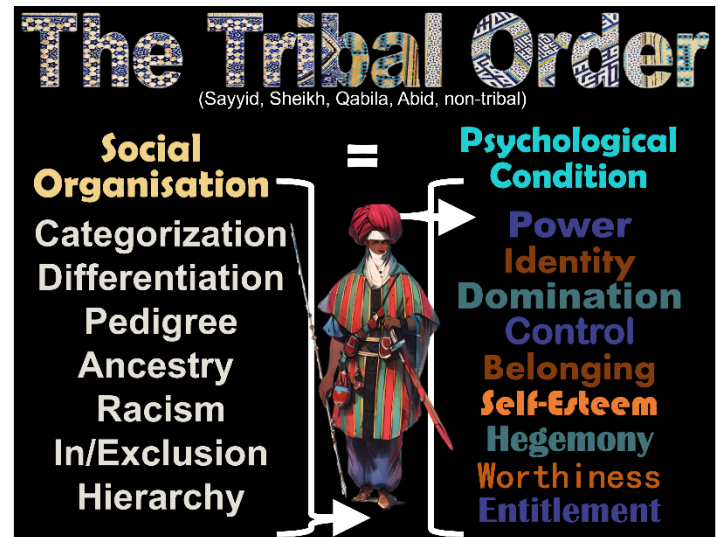 The Tribal Order
(Sayyid, Sheikh, Qabila, Abid, non-tribal)
Social
Organisation
=
Psychological
Condition
Categorization
Differentiation
Pedigree
Ancestry
Racism
In/Exclusion
Hierarchy
Power
Identity
Domination
Control
Belonging
Self-Esteem
Hegemony
Worthiness
Entitlement